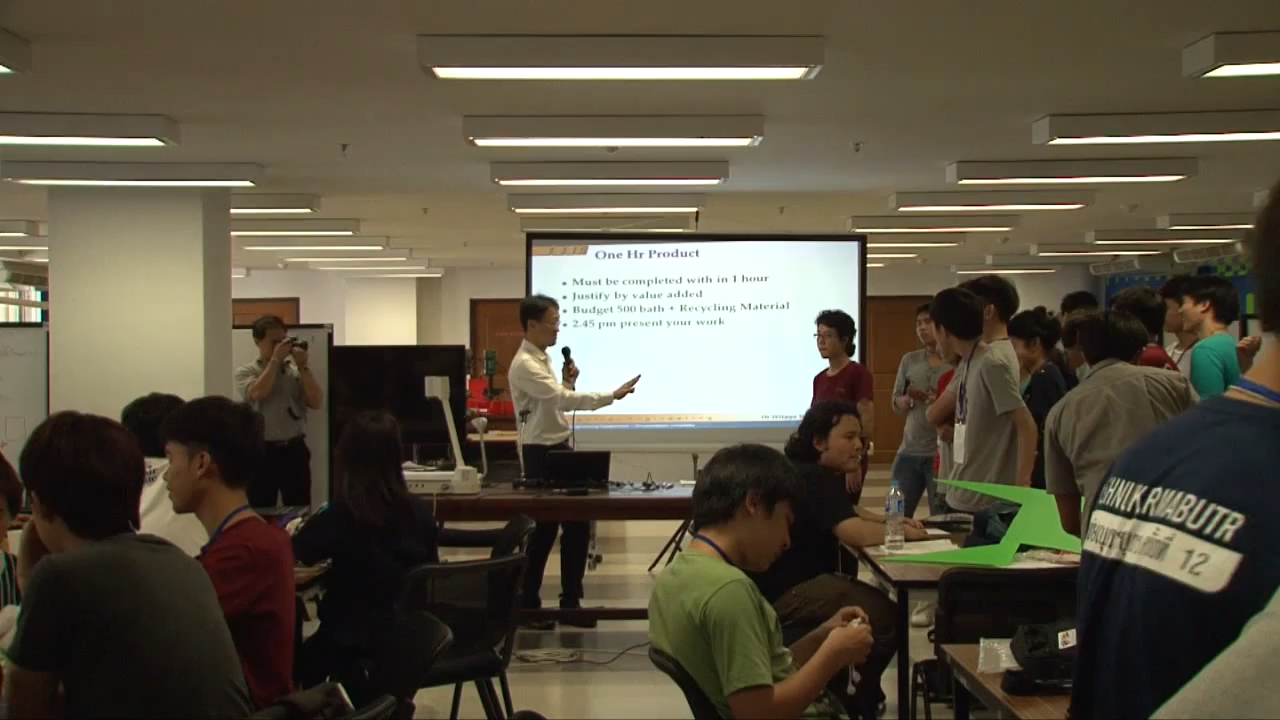 One Hr Product
Must be completed with in 1 hour
Justify by value added
Budget 500 bath + Recycling Material
2.45 pm present your work
CHNIKRMABUTR
12